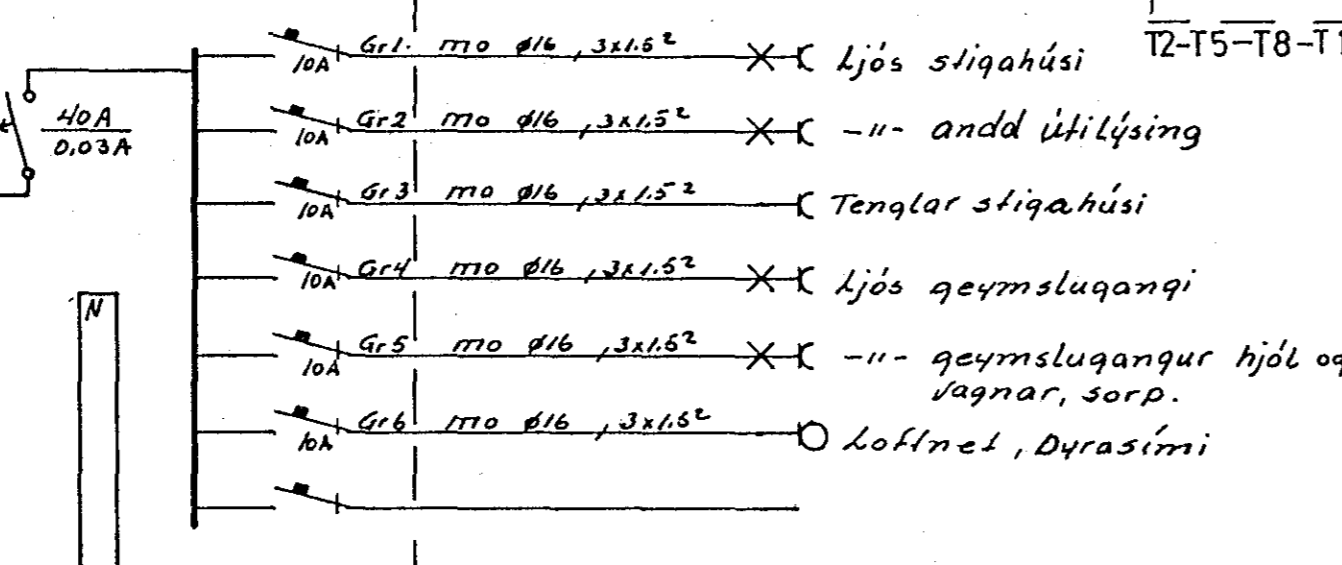 T2-T5-T8-T1
Gr1. mo ø16, 3x1.5² Ljós stigahúsi
10A
40A
0,03A
Gr2 mo ø16, 3x1.5² -"- andd útilýsing
10A
Gr3 mo ø16, 3x1.5² Tenglar stigahúsi
10A
Gr4 mo ø16, 3x1.5² Ljós geymslugangi
10A
N
Gr5 mo ø16, 3x1.5² -"- geymslugangur hjól og
10A
vagnar, sorp.
Gr6 mo ø16, 3x1.5² Loftnet, Dyrasími
10A